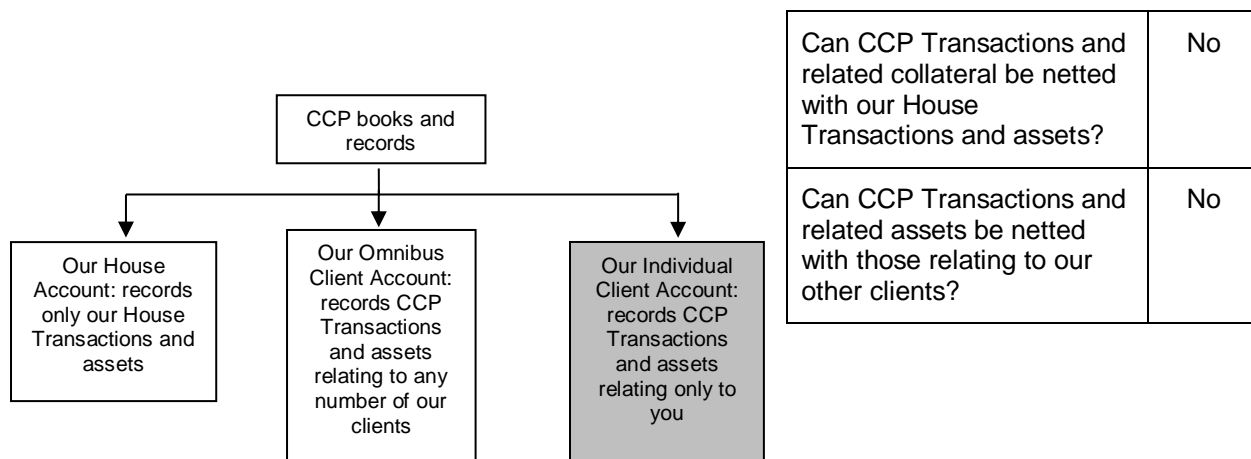 CCP books and
records
Our House
Account: records
only our House
Transactions and
assets
Our Omnibus
Client Account:
records CCP
Transactions
and assets
relating to any
number of our
clients
Our Individual
Client Account:
records CCP
Transactions
and assets
relating only to
you
Can CCP Transactions and
related collateral be netted
with our House
Transactions and assets?
No
Can CCP Transactions and
related assets be netted
with those relating to our
other clients?
No